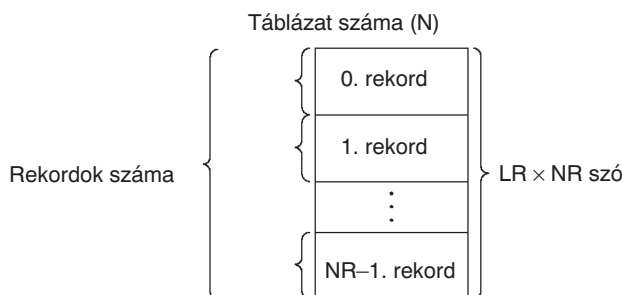 Táblázat száma (N)
0. rekord
1. rekord
Rekordok száma
LR × NR szó
NR–1. rekord